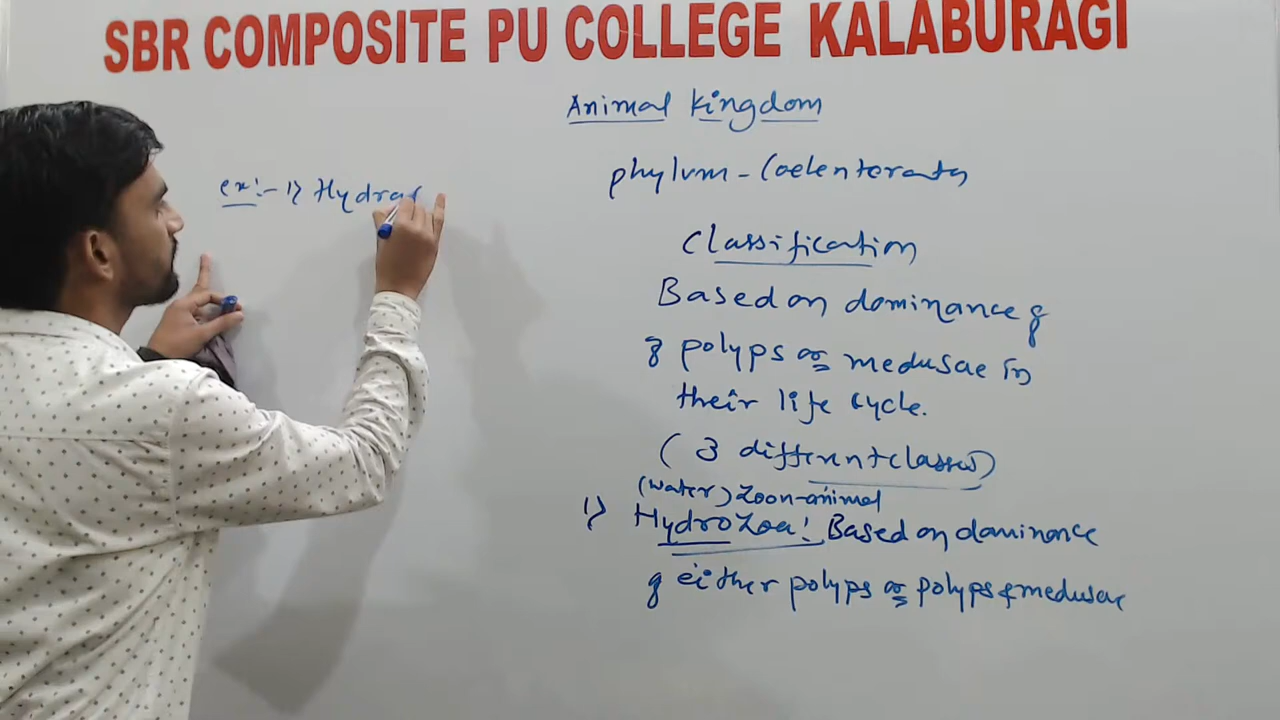 SBR COMPOSITE PU COLLEGE KALABURAGI
Animal kingdom
phylum - Coelenterata
Classification
Based on dominance of
of polyps or medusae in
their life cycle.
( 3 different classes)
(water) Zoon-animal
1) HydroZoa: Based on dominance
of either polyps or polyps & medusae
ex:- 1) Hydra